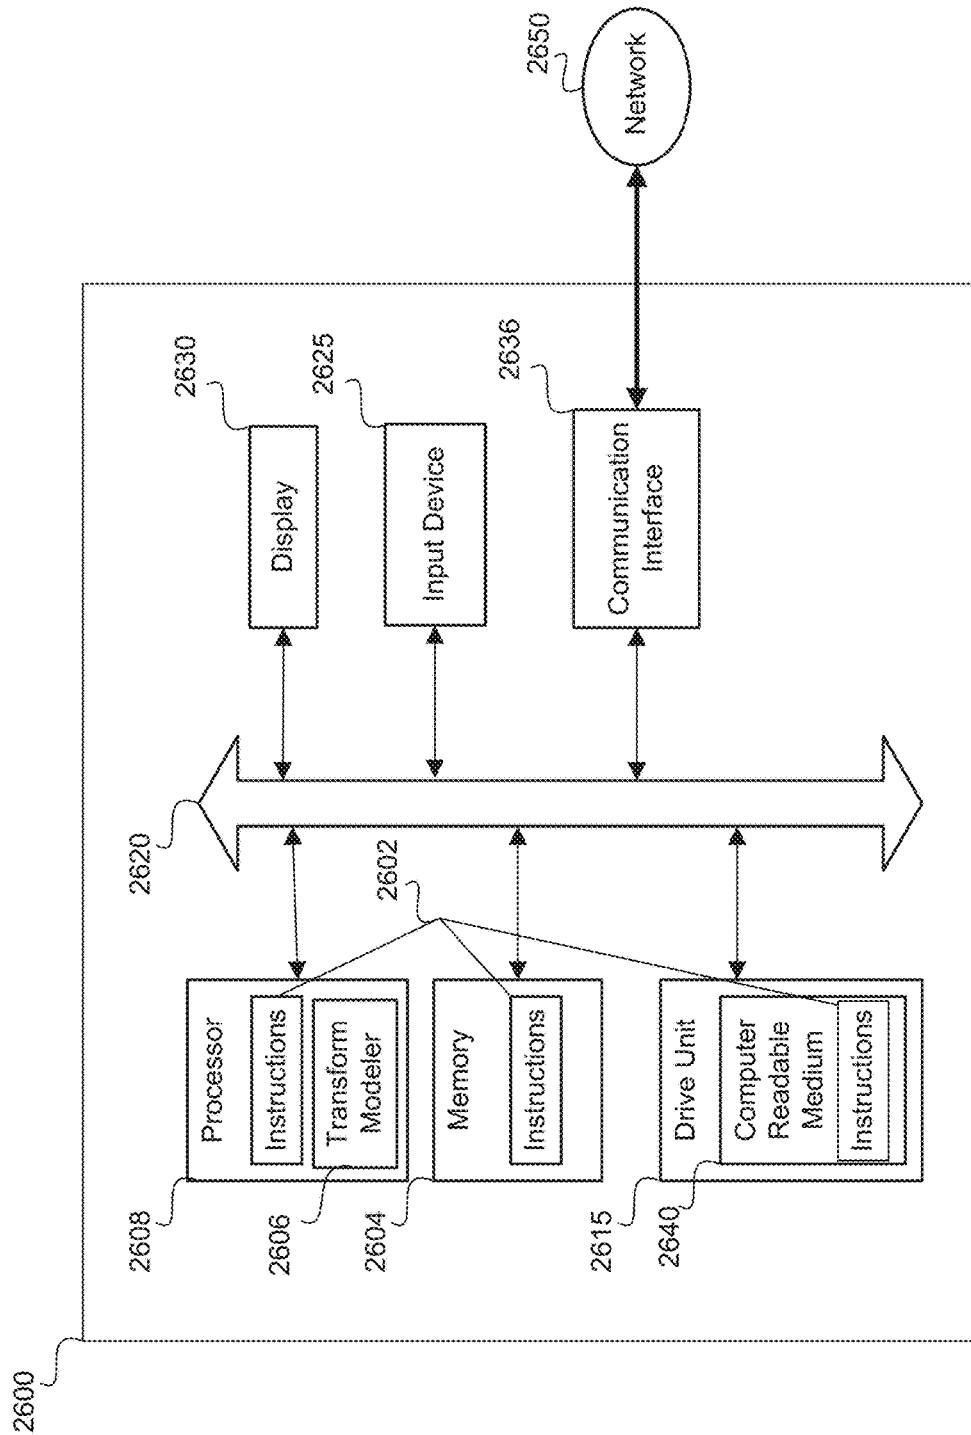 2600
2608
Processor
Instructions
Transform
Modeler
2606
2604
Memory
Instructions
2615
Drive Unit
2640
Computer
Readable
Medium
Instructions
2602
2620
Display
2630
Input Device
2625
Communication
Interface
2636
Network
2650